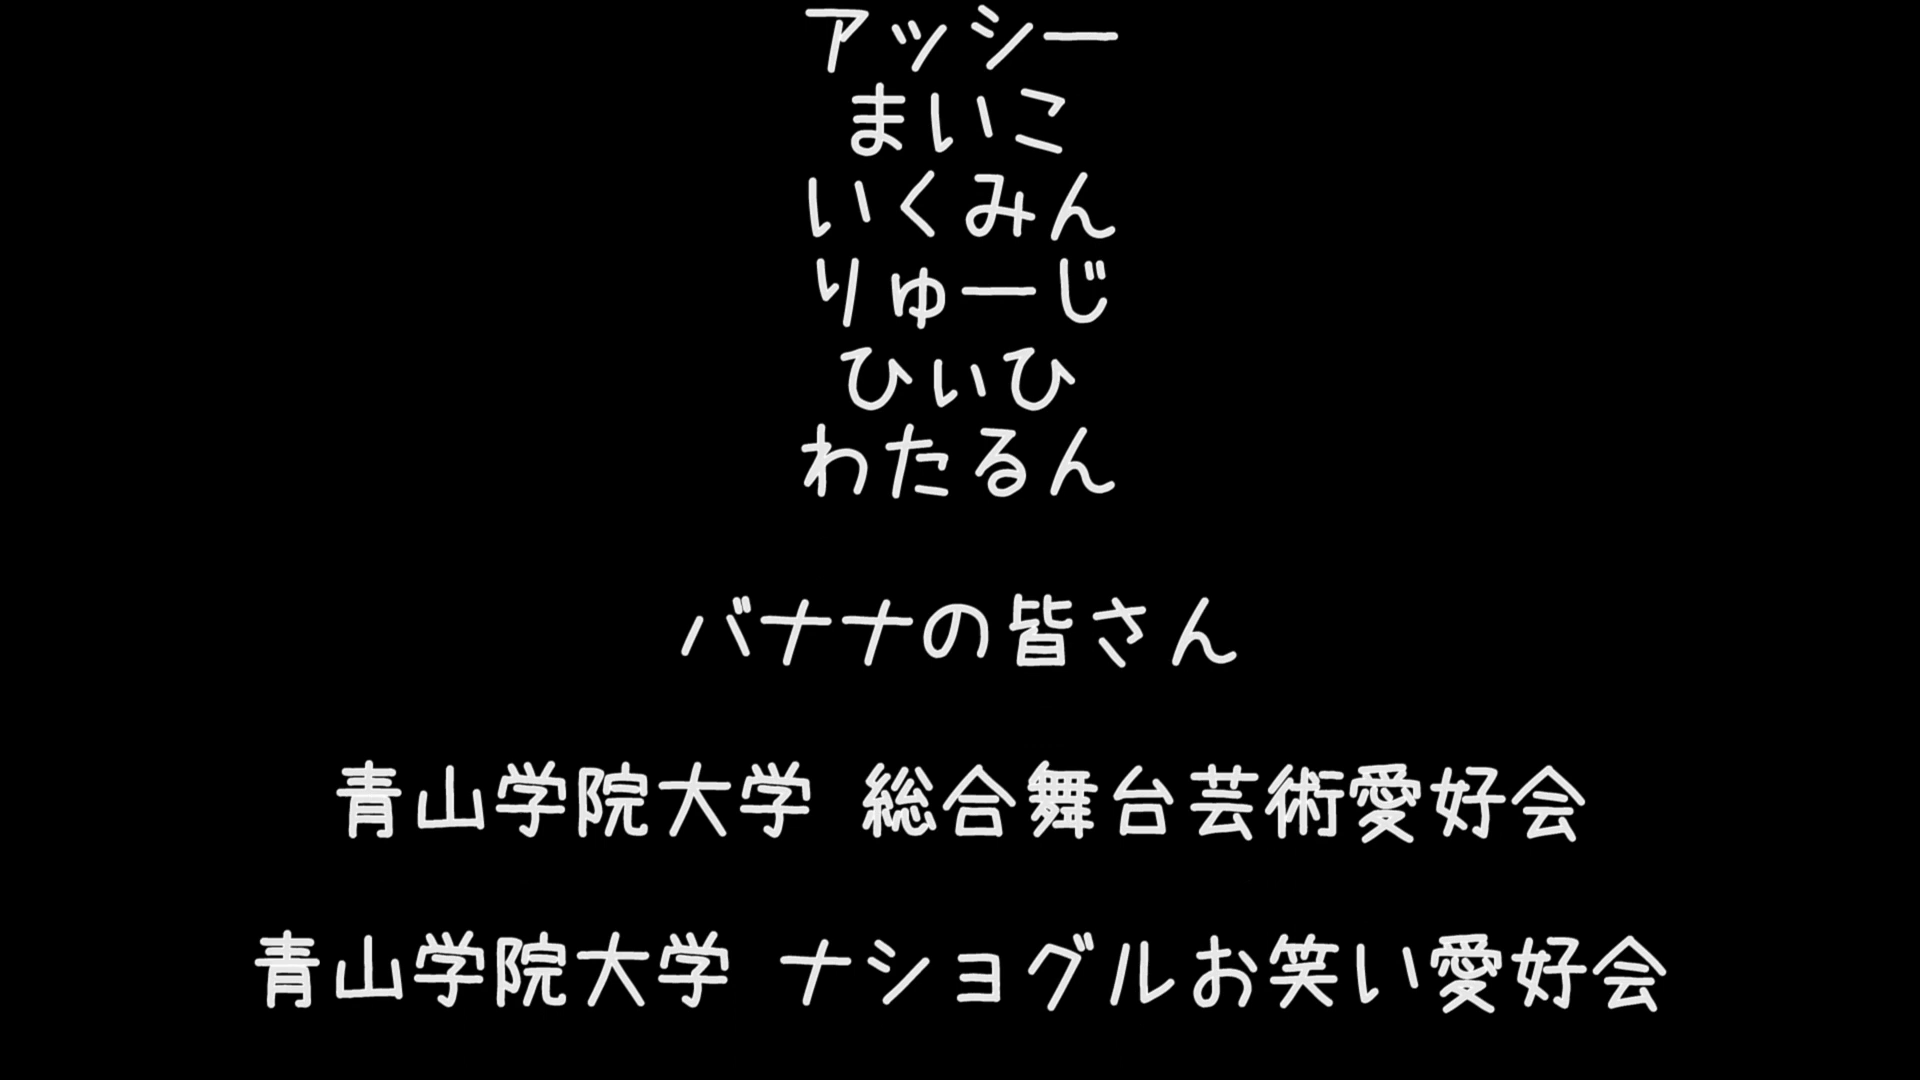 アッシー
まいこ
いくみん
りゅーじ
ひぃひ
わたるん
バナナの皆さん
青山学院大学 総合舞台芸術愛好会
青山学院大学 ナショグルお笑い愛好会